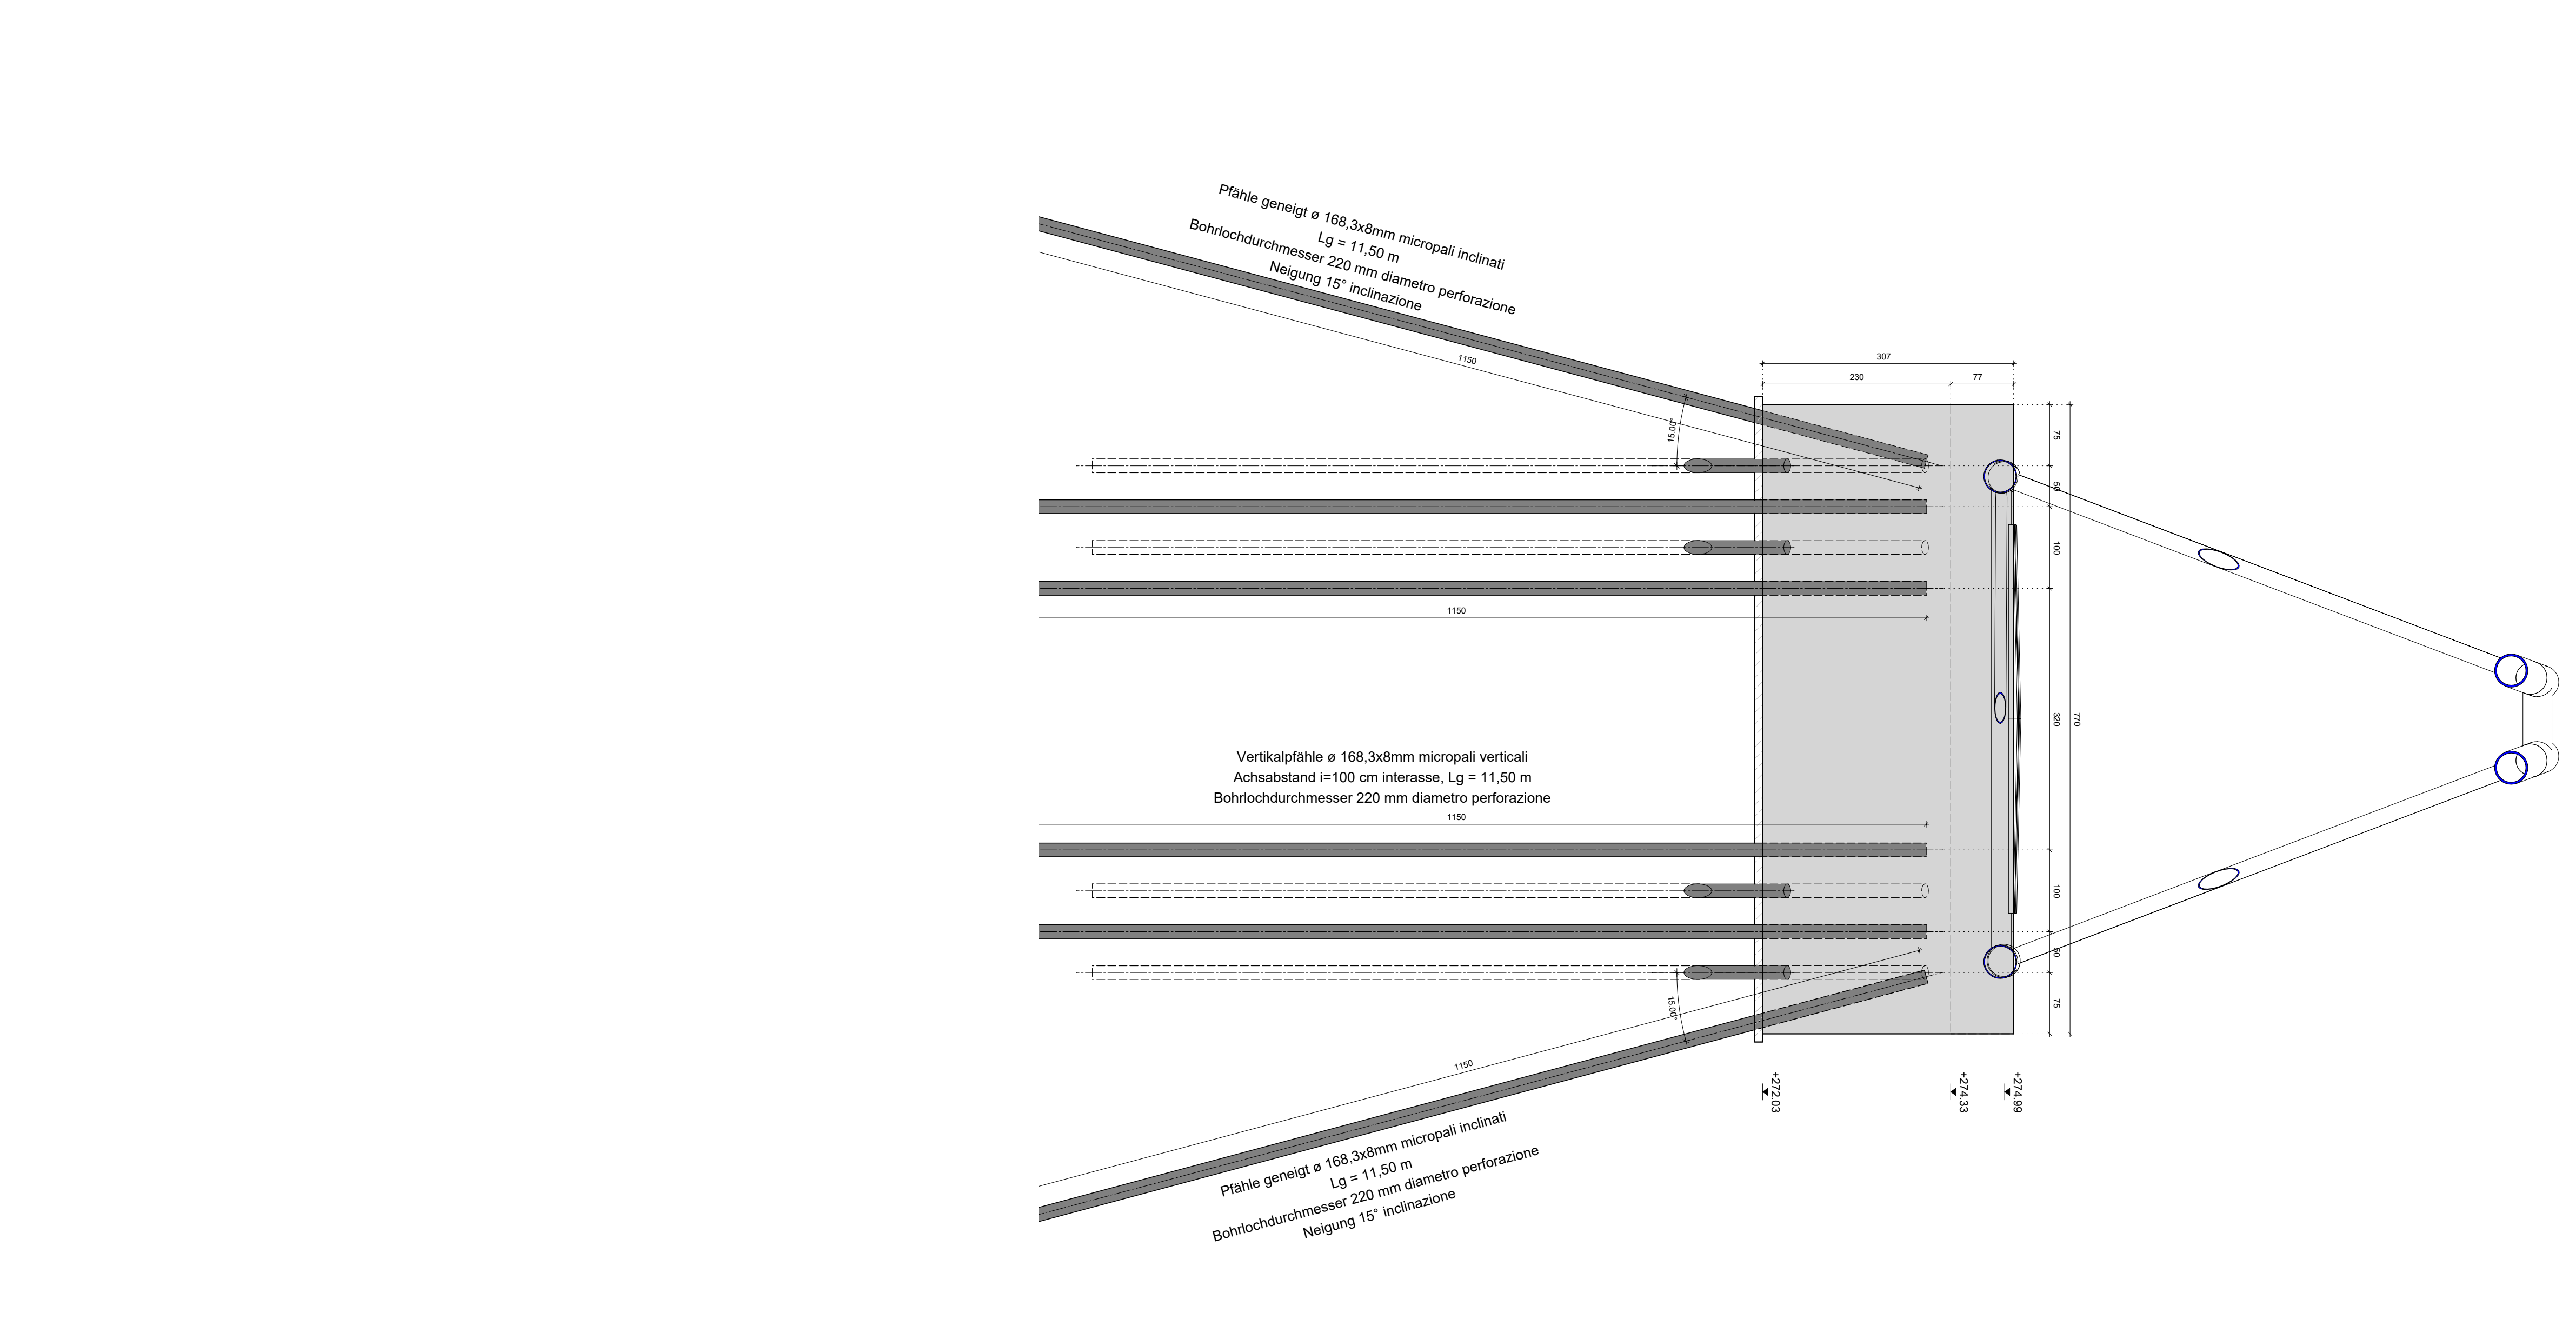 Pfähle geneigt ø 168,3x8mm micropali inclinati
Lg = 11,50 m
Bohrlochdurchmesser 220 mm diametro perforazione
Neigung 15° inclinazione
1150
15.00°
307
230
77
75
50
100
320
770
100
50
75
1150
Vertikalpfähle ø 168,3x8mm micropali verticali
Achsabstand i=100 cm interasse, Lg = 11,50 m
Bohrlochdurchmesser 220 mm diametro perforazione
1150
15.00°
1150
+272.03
+274.33
+274.99
Pfähle geneigt ø 168,3x8mm micropali inclinati
Lg = 11,50 m
Bohrlochdurchmesser 220 mm diametro perforazione
Neigung 15° inclinazione